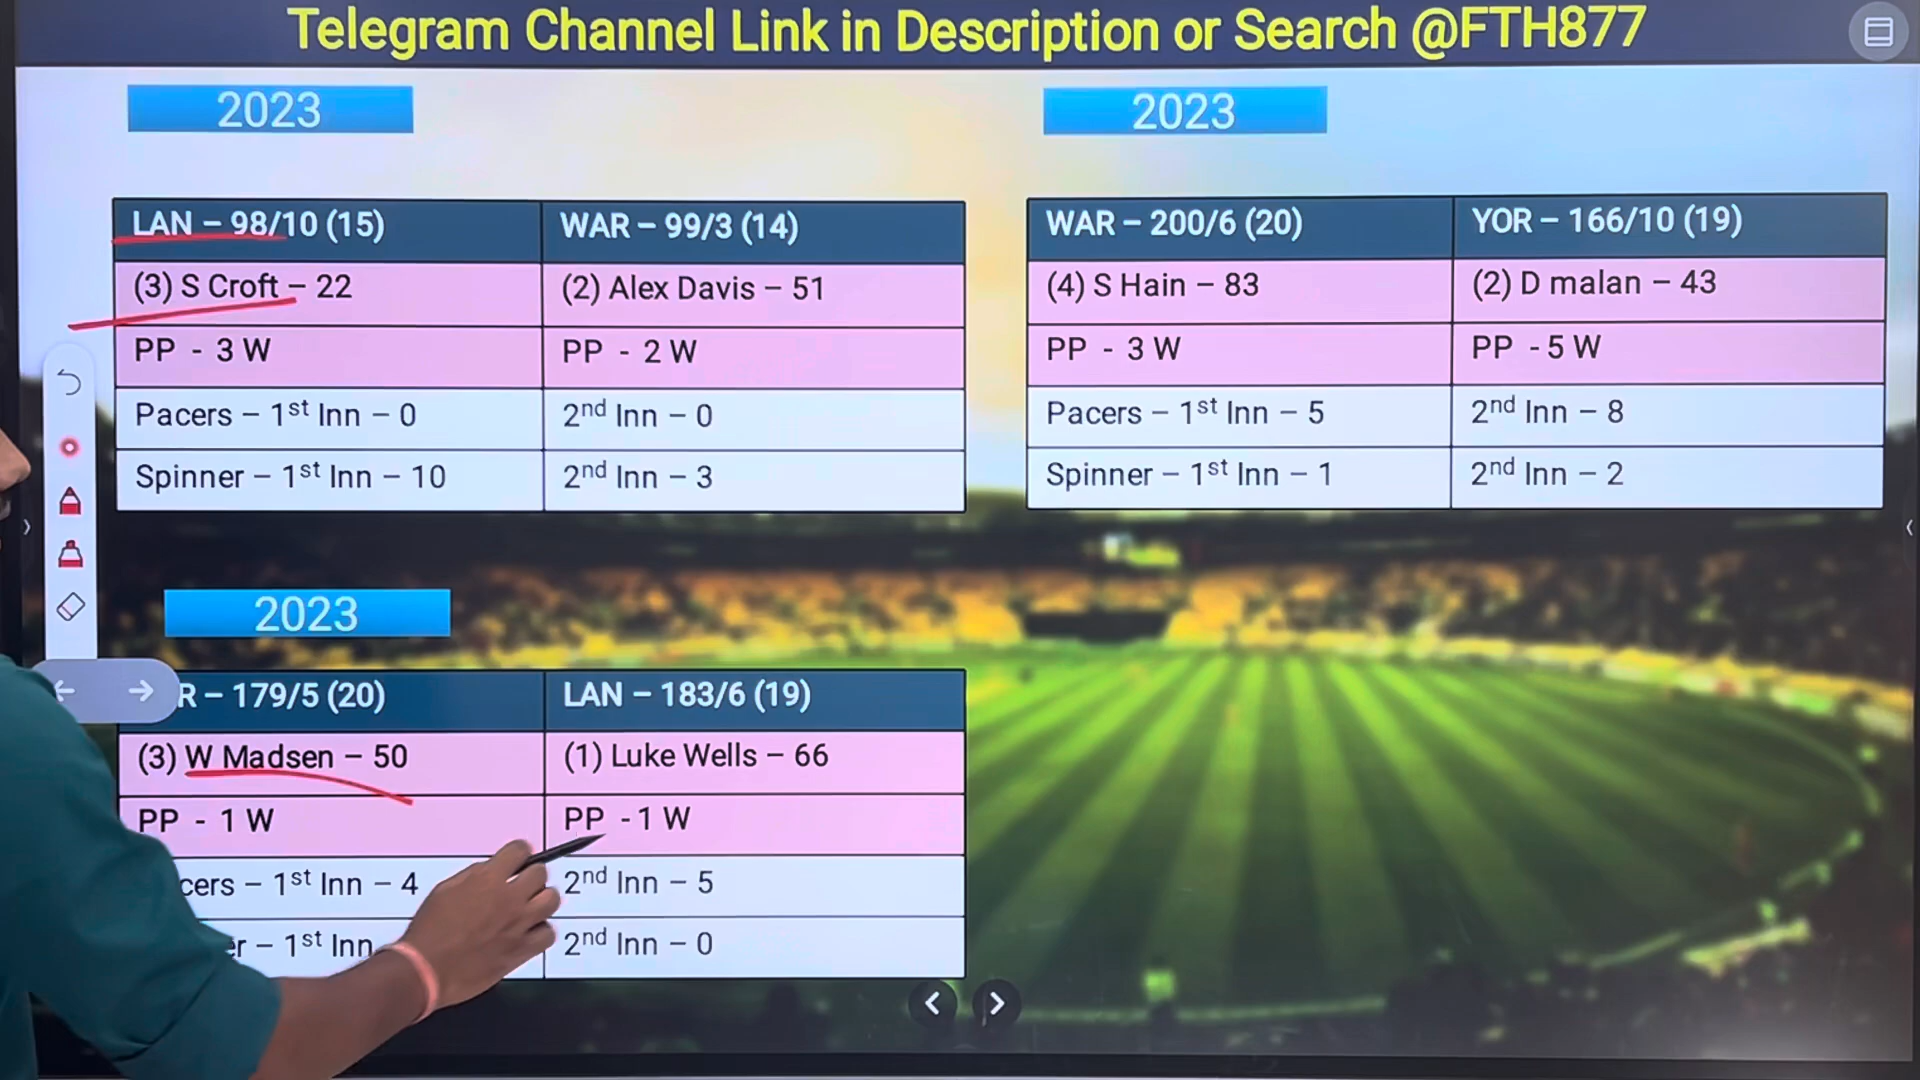 Telegram Channel Link in Description or Search @FTH877
2023
LAN – 98/10 (15) WAR – 99/3 (14)
(3) S Croft – 22 (2) Alex Davis – 51
PP - 3 W PP - 2 W
Pacers – 1st Inn – 0 2nd Inn – 0
Spinner – 1st Inn – 10 2nd Inn – 3
2023
WAR – 200/6 (20) YOR – 166/10 (19)
(4) S Hain – 83 (2) D malan – 43
PP - 3 W PP - 5 W
Pacers – 1st Inn – 5 2nd Inn – 8
Spinner – 1st Inn – 1 2nd Inn – 2
2023
R – 179/5 (20) LAN – 183/6 (19)
(3) W Madsen – 50 (1) Luke Wells – 66
PP - 1 W PP - 1 W
cers – 1st Inn – 4 2nd Inn – 5
er – 1st Inn 2nd Inn – 0